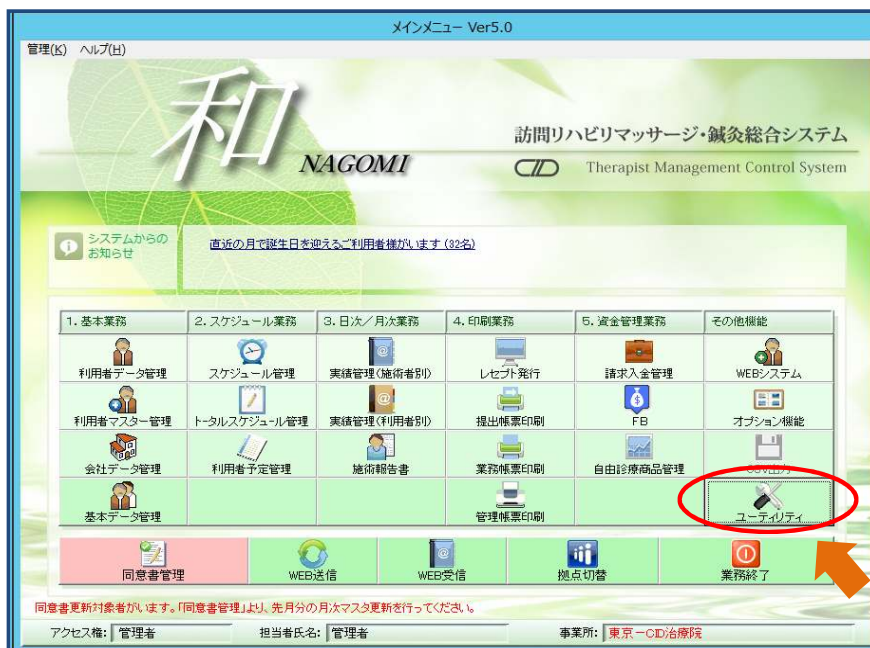 メインメニュー Ver5.0
管理(K) ヘルプ(H)
和
NAGOMI
訪問リハビリマッサージ・鍼灸総合システム
Therapist Management Control System
システムからのお知らせ
直近の月で誕生日を迎えるご利用者様がいます (32名)
1. 基本業務 2. スケジュール業務 3. 日次／月次業務 4. 印刷業務 5. 資金管理業務 その他機能
利用者データ管理 スケジュール管理 実績管理(施術者別) レセプト発行 請求入金管理 WEBシステム
利用者マスター管理 トータルスケジュール管理 実績管理(利用者別) 提出帳票印刷 FB オプション機能
会社データ管理 利用者予定管理 施術報告書 業務帳票印刷 自由診療商品管理 CSV出力
基本データ管理 管理帳票印刷 ユーティリティ
同意書管理 WEB送信 WEB受信 拠点切替 業務終了
同意書更新対象者がいます。「同意書管理」より、先月分の月次マスタ更新を行ってください。
アクセス権: 管理者 担当者氏名: 管理者 事業所: 東京－CID治療院